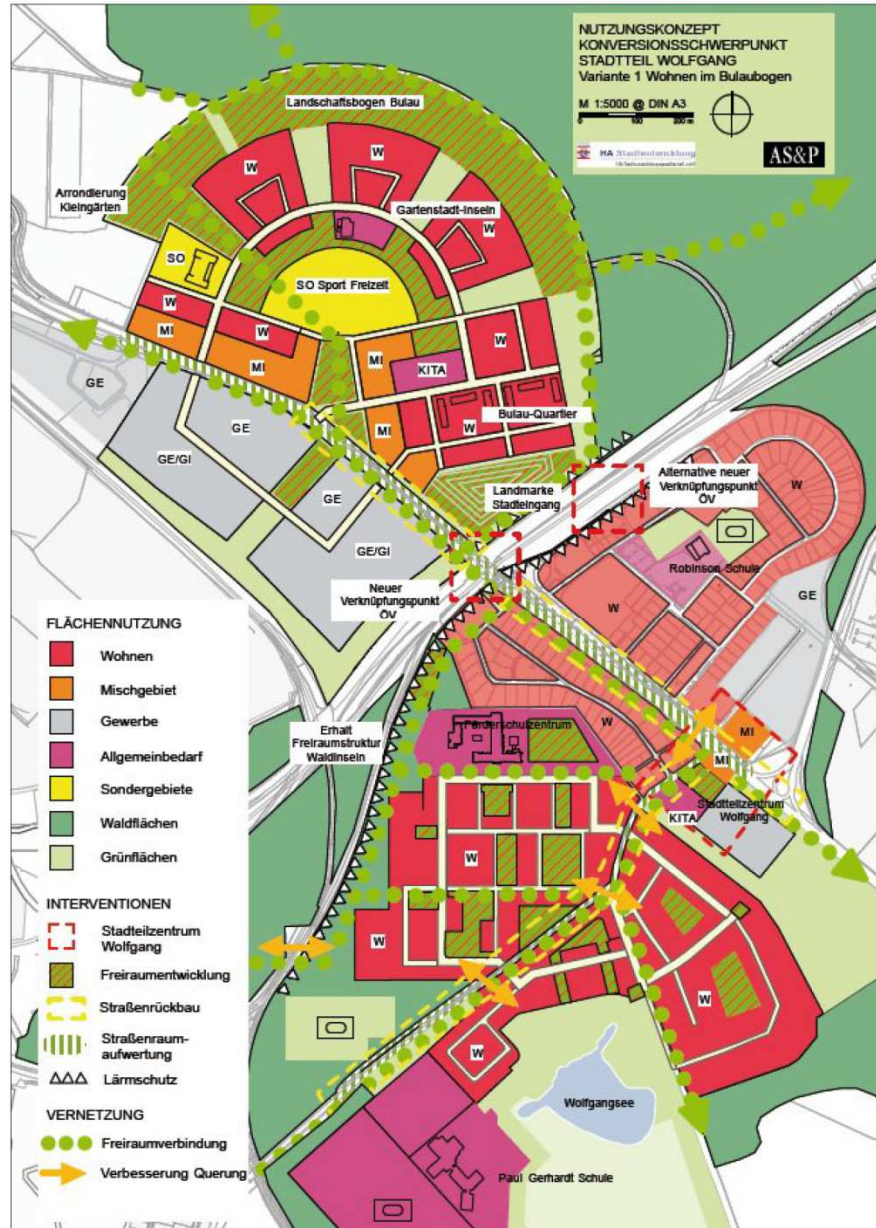 NUTZUNGSKONZEPT
KONVERSIONSSCHWERPUNKT
STADTTEIL WOLFGANG
Variante 1 Wohnen im Bulaubogen
M 1:5000 @ DIN A3
0 100 200 m
HA Stadtentwicklung
AS&P
Landschaftsbogen Bulau
W
W
Arrondierung
Kleingärten
Gartenstadt-Inseln
W
SO
SO Sport Freizeit
W
W
MI
MI
MI
W
KITA
GE
GE
Bulau-Quartier
W
MI
GE/GI
GE
Landmarke
Stadteingang
Alternative neuer
Verknüpfungspunkt
ÖV
W
GE/GI
Robinson Schule
Neuer
Verknüpfungspunkt
ÖV
GE
W
FLÄCHENNUTZUNG
Wohnen
Mischgebiet
Gewerbe
Allgemeinbedarf
Sondergebiete
Waldflächen
Grünflächen
INTERVENTIONEN
Stadteilzentrum
Wolfgang
Freiraumentwicklung
Straßenrückbau
Straßenraum-
aufwertung
Lärmschutz
VERNETZUNG
Freiraumverbindung
Verbesserung Querung
Erhalt
Freiraumstruktur
Waldinseln
Förderschulzentrum
W
MI
MI
Stadtteilzentrum
Wolfgang
KITA
W
W
W
W
Wolfgangsee
Paul Gerhardt Schule